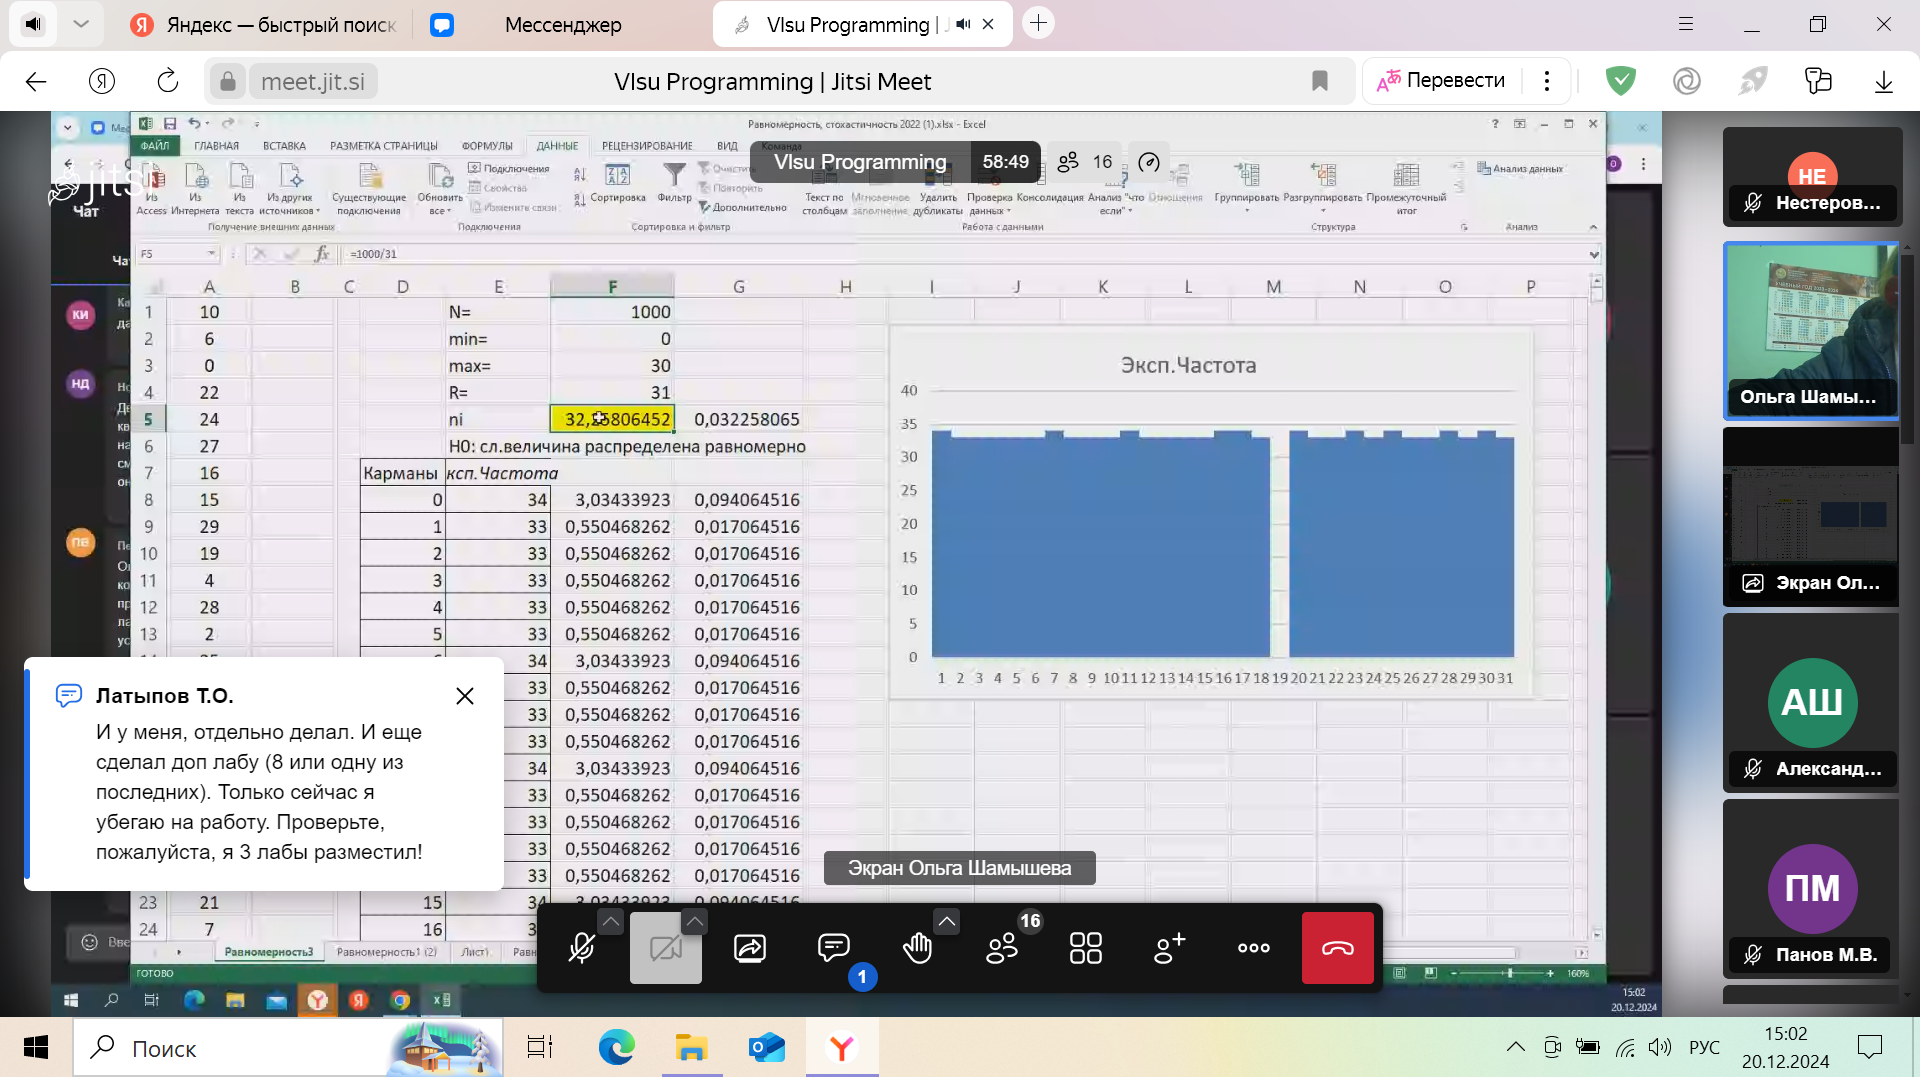 Яндекс — быстрый поиск
Мессенджер
Vlsu Programming |
meet.jit.si
Vlsu Programming | Jitsi Meet
Перевести
Равномерность, стохастичность 2022 (1).xlsx - Excel
ФАЙЛ ГЛАВНАЯ ВСТАВКА РАЗМЕТКА СТРАНИЦЫ ФОРМУЛЫ ДАННЫЕ РЕЦЕНЗИРОВАНИЕ ВИД Команда
Vlsu Programming 58:49 16
jitsi
Чат
Из Access
Из Интернета
Из текста
Из других источников
Существующие подключения
Обновить все
Подключения
Свойства
Изменить связи
Сортировка
Фильтр
Очистить
Повторить
Дополнительно
Текст по столбцам
Мгновенное заполнение
Удалить дубликаты
Проверка данных
Консолидация
Анализ "что если"
Отношения
Группировать
Разгруппировать
Промежуточный итог
Анализ данных
Получение внешних данных
Подключения
Сортировка и фильтр
Работа с данными
Структура
Анализ
F5 fx =1000/31
A B C D E F G H I J K L M N O P
1 10 N= 1000
2 6 min= 0
3 0 max= 30
4 22 R= 31
5 24 ni 32,25806452 0,032258065
6 27 H0: сл.величина распределена равномерно
7 16 Карманы ксп.Частота
8 15 0 34 3,03433923 0,094064516
9 29 1 33 0,550468262 0,017064516
10 19 2 33 0,550468262 0,017064516
11 4 3 33 0,550468262 0,017064516
12 28 4 33 0,550468262 0,017064516
13 2 5 33 0,550468262 0,017064516
34 3,03433923 0,094064516
33 0,550468262 0,017064516
33 0,550468262 0,017064516
33 0,550468262 0,017064516
34 3,03433923 0,094064516
33 0,550468262 0,017064516
33 0,550468262 0,017064516
33 0,550468262 0,017064516
33 0,550468262 0,017064516
23 21 15 34 3,03433923 0,094064516
24 7 16
Эксп.Частота
40
35
30
25
20
15
10
5
0
1 2 3 4 5 6 7 8 9 10 11 12 13 14 15 16 17 18 19 20 21 22 23 24 25 26 27 28 29 30 31
КИ
НД
ПВ
Латыпов Т.О.
И у меня, отдельно делал. И еще
сделал доп лабу (8 или одну из
последних). Только сейчас я
убегаю на работу. Проверьте,
пожалуйста, я 3 лабы разместил!
Экран Ольга Шамышева
16
1
Равномерность3 Равномерность1 (2) Лист1
ГОТОВО
160%
15:02
20.12.2024
НЕ
Нестеров...
Ольга Шамы...
Экран Ол...
АШ
Александ...
ПМ
Панов М.В.
Поиск
РУС
15:02
20.12.2024